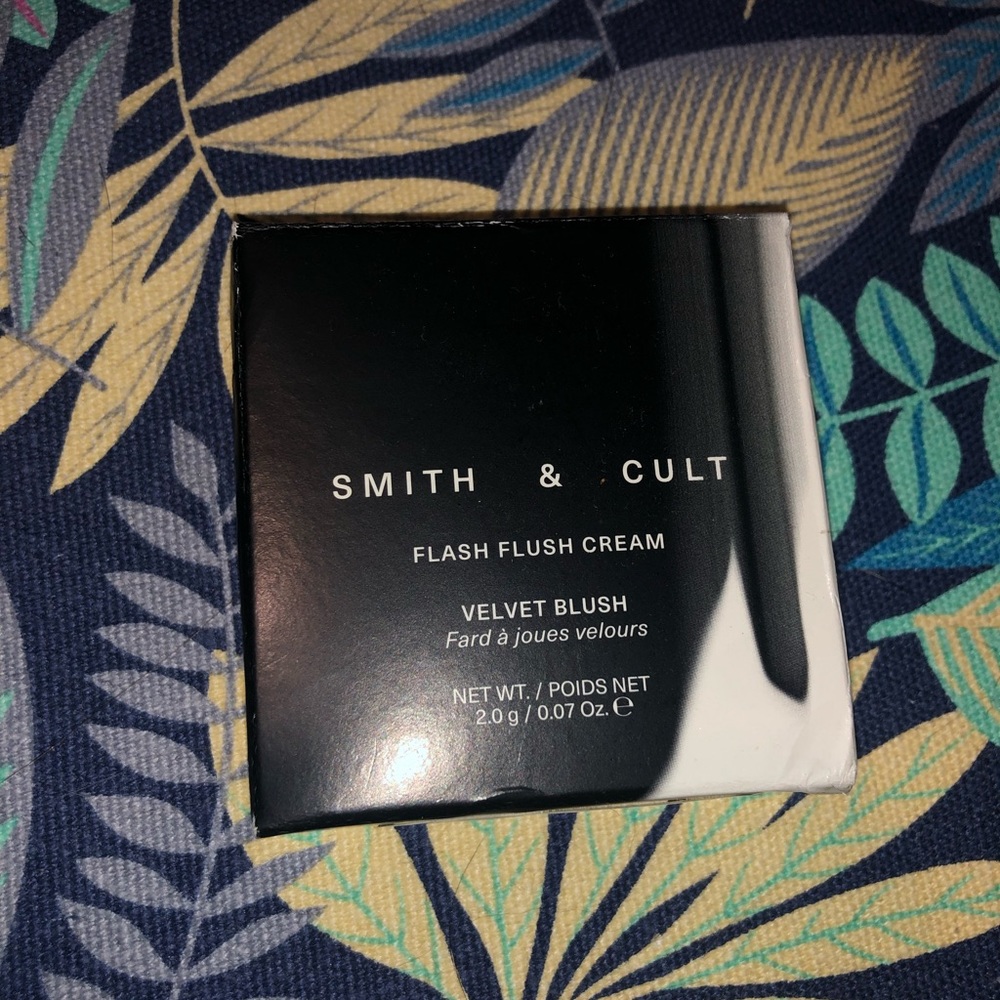 SMITH & CULT
FLASH FLUSH CREAM
VELVET BLUSH
Fard à joues velours
NET WT. / POIDS NET
2.0 g / 0.07 Oz. ℮